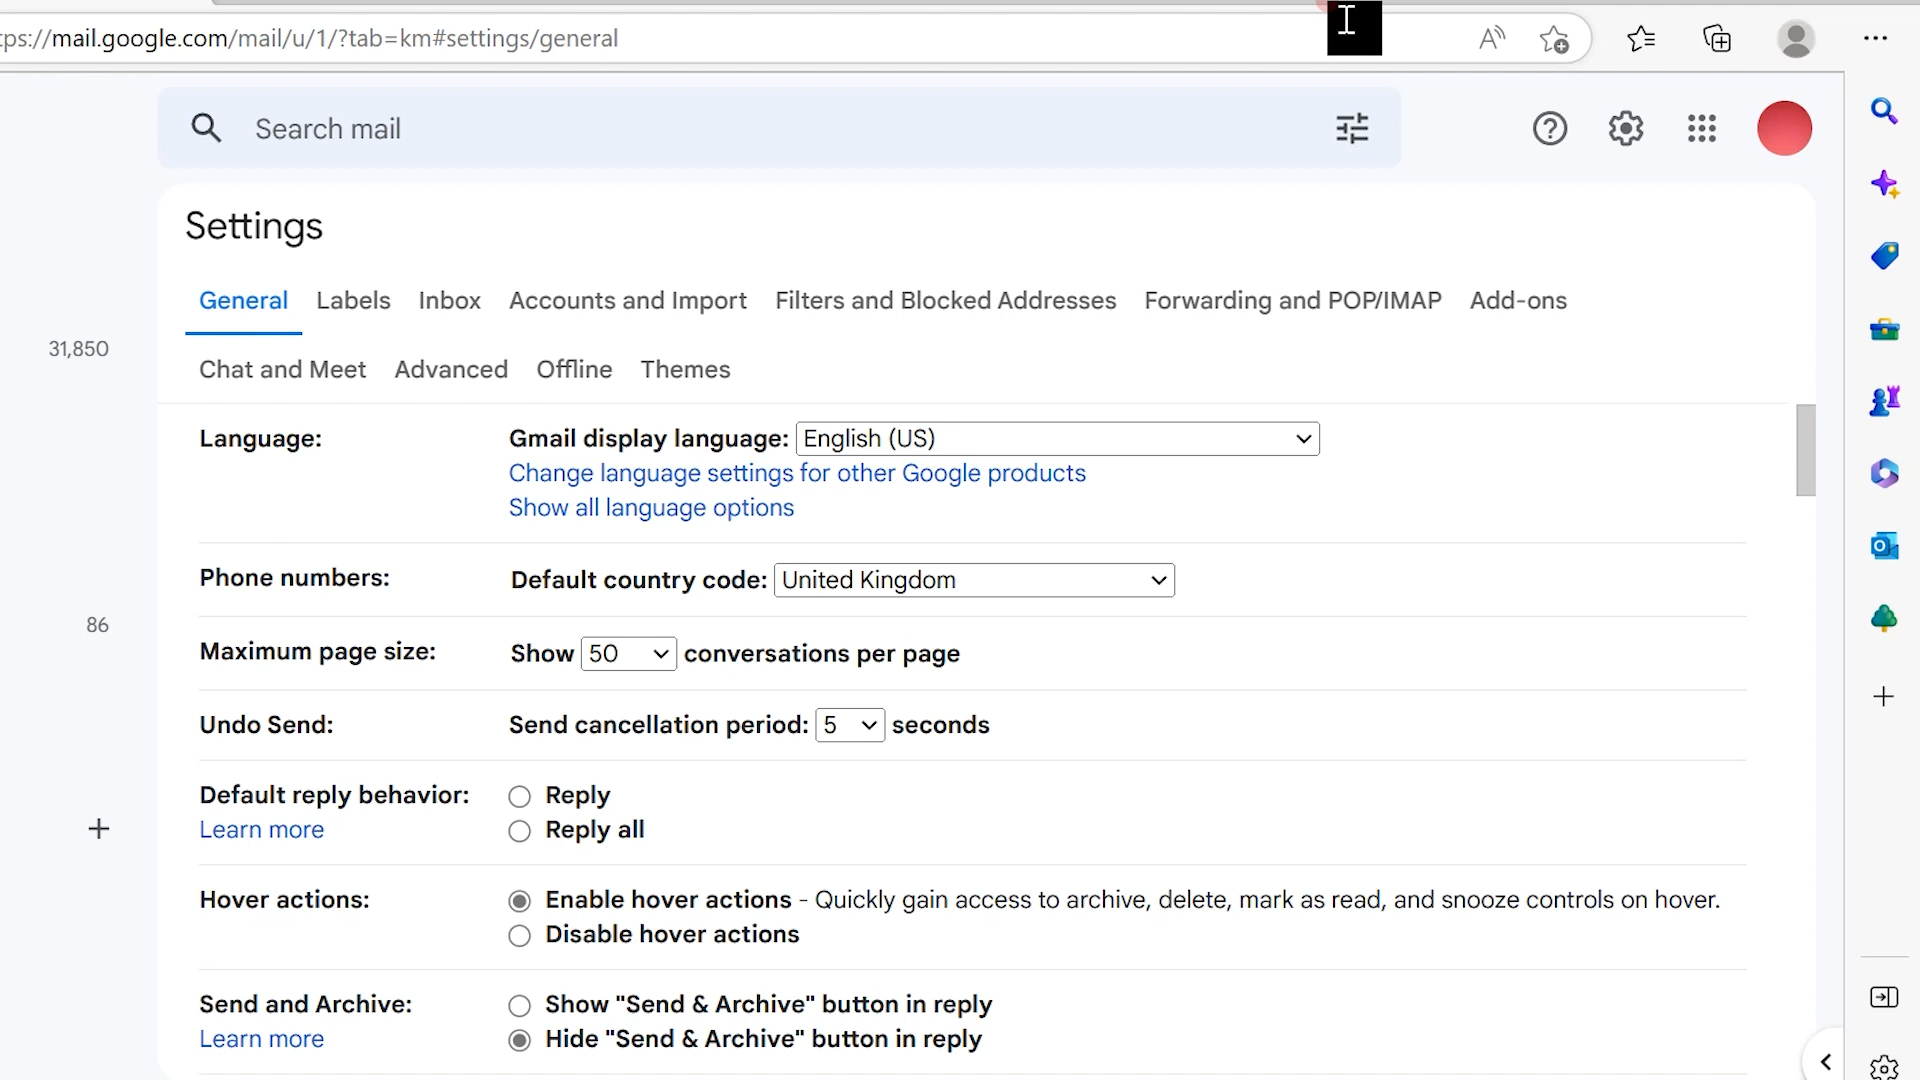 tps://mail.google.com/mail/u/1/?tab=km#settings/general
Search mail
Settings
General Labels Inbox Accounts and Import Filters and Blocked Addresses Forwarding and POP/IMAP Add-ons
31,850
Chat and Meet Advanced Offline Themes
Language: Gmail display language: English (US)
Change language settings for other Google products
Show all language options
Phone numbers: Default country code: United Kingdom
86
Maximum page size: Show 50 conversations per page
Undo Send: Send cancellation period: 5 seconds
Default reply behavior: Reply
Learn more Reply all
Hover actions: Enable hover actions - Quickly gain access to archive, delete, mark as read, and snooze controls on hover.
Disable hover actions
Send and Archive: Show "Send & Archive" button in reply
Learn more Hide "Send & Archive" button in reply